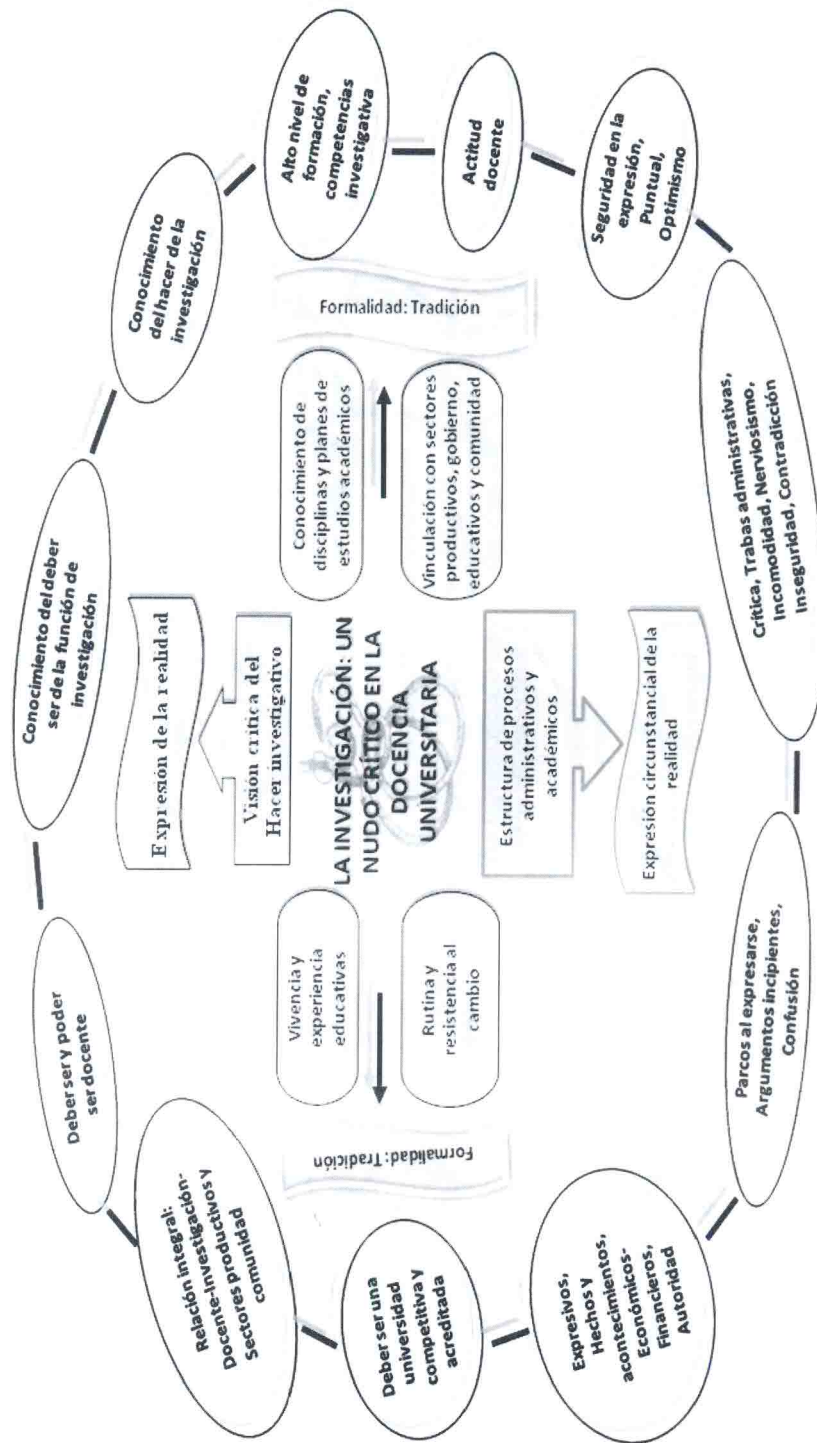 Conocimiento del deber
ser de la función de
investigación
Conocimiento
del hacer de la
investigación
Alto nivel de
formación,
competencias
investigativa
Actitud
docente
Seguridad en la
expresión,
Puntual,
Optimismo
Crítica, Trabas administrativas,
Incomodidad, Nerviosismo,
Inseguridad, Contradicción
Parcos al expresarse,
Argumentos incipientes,
Confusión
Expresivos,
Hechos y
acontecimientos,
Económicos-
Financieros,
Autoridad
Deber ser una
universidad
competitiva y
acreditada
Relación integral:
Relación investigación-
Docente-Investigativos y
Sectores productivos
comunidad
Deber ser y poder
ser docente
Expresión de la realidad
Visión crítica del
Hacer investigativo
LA INVESTIGACIÓN: UN
NUDO CRÍTICO EN LA
DOCENCIA
UNIVERSITARIA
Estructura de procesos
administrativos y
académicos
Expresión circunstancial de la
realidad
Vivencia y
experiencia
educativas
Rutina y
resistencia al
cambio
Formalidad: Tradición
Conocimiento de
disciplinas y planes de
estudios académicos
Vinculación con sectores
productivos, gobierno,
educativos y comunidad
Formalidad: Tradición